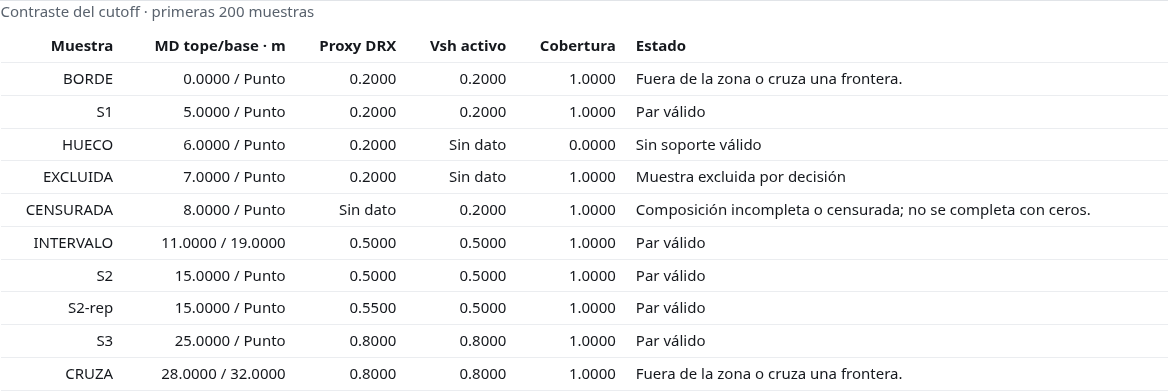 Contraste del cutoff · primeras 200 muestras
Muestra MD tope/base · m Proxy DRX Vsh activo Cobertura Estado
BORDE 0.0000 / Punto 0.2000 0.2000 1.0000 Fuera de la zona o cruza una frontera.
S1 5.0000 / Punto 0.2000 0.2000 1.0000 Par válido
HUECO 6.0000 / Punto 0.2000 Sin dato 0.0000 Sin soporte válido
EXCLUIDA 7.0000 / Punto 0.2000 Sin dato 1.0000 Muestra excluida por decisión
CENSURADA 8.0000 / Punto Sin dato 0.2000 1.0000 Composición incompleta o censurada; no se completa con ceros.
INTERVALO 11.0000 / 19.0000 0.5000 0.5000 1.0000 Par válido
S2 15.0000 / Punto 0.5000 0.5000 1.0000 Par válido
S2-rep 15.0000 / Punto 0.5500 0.5000 1.0000 Par válido
S3 25.0000 / Punto 0.8000 0.8000 1.0000 Par válido
CRUZA 28.0000 / 32.0000 0.8000 0.8000 1.0000 Fuera de la zona o cruza una frontera.